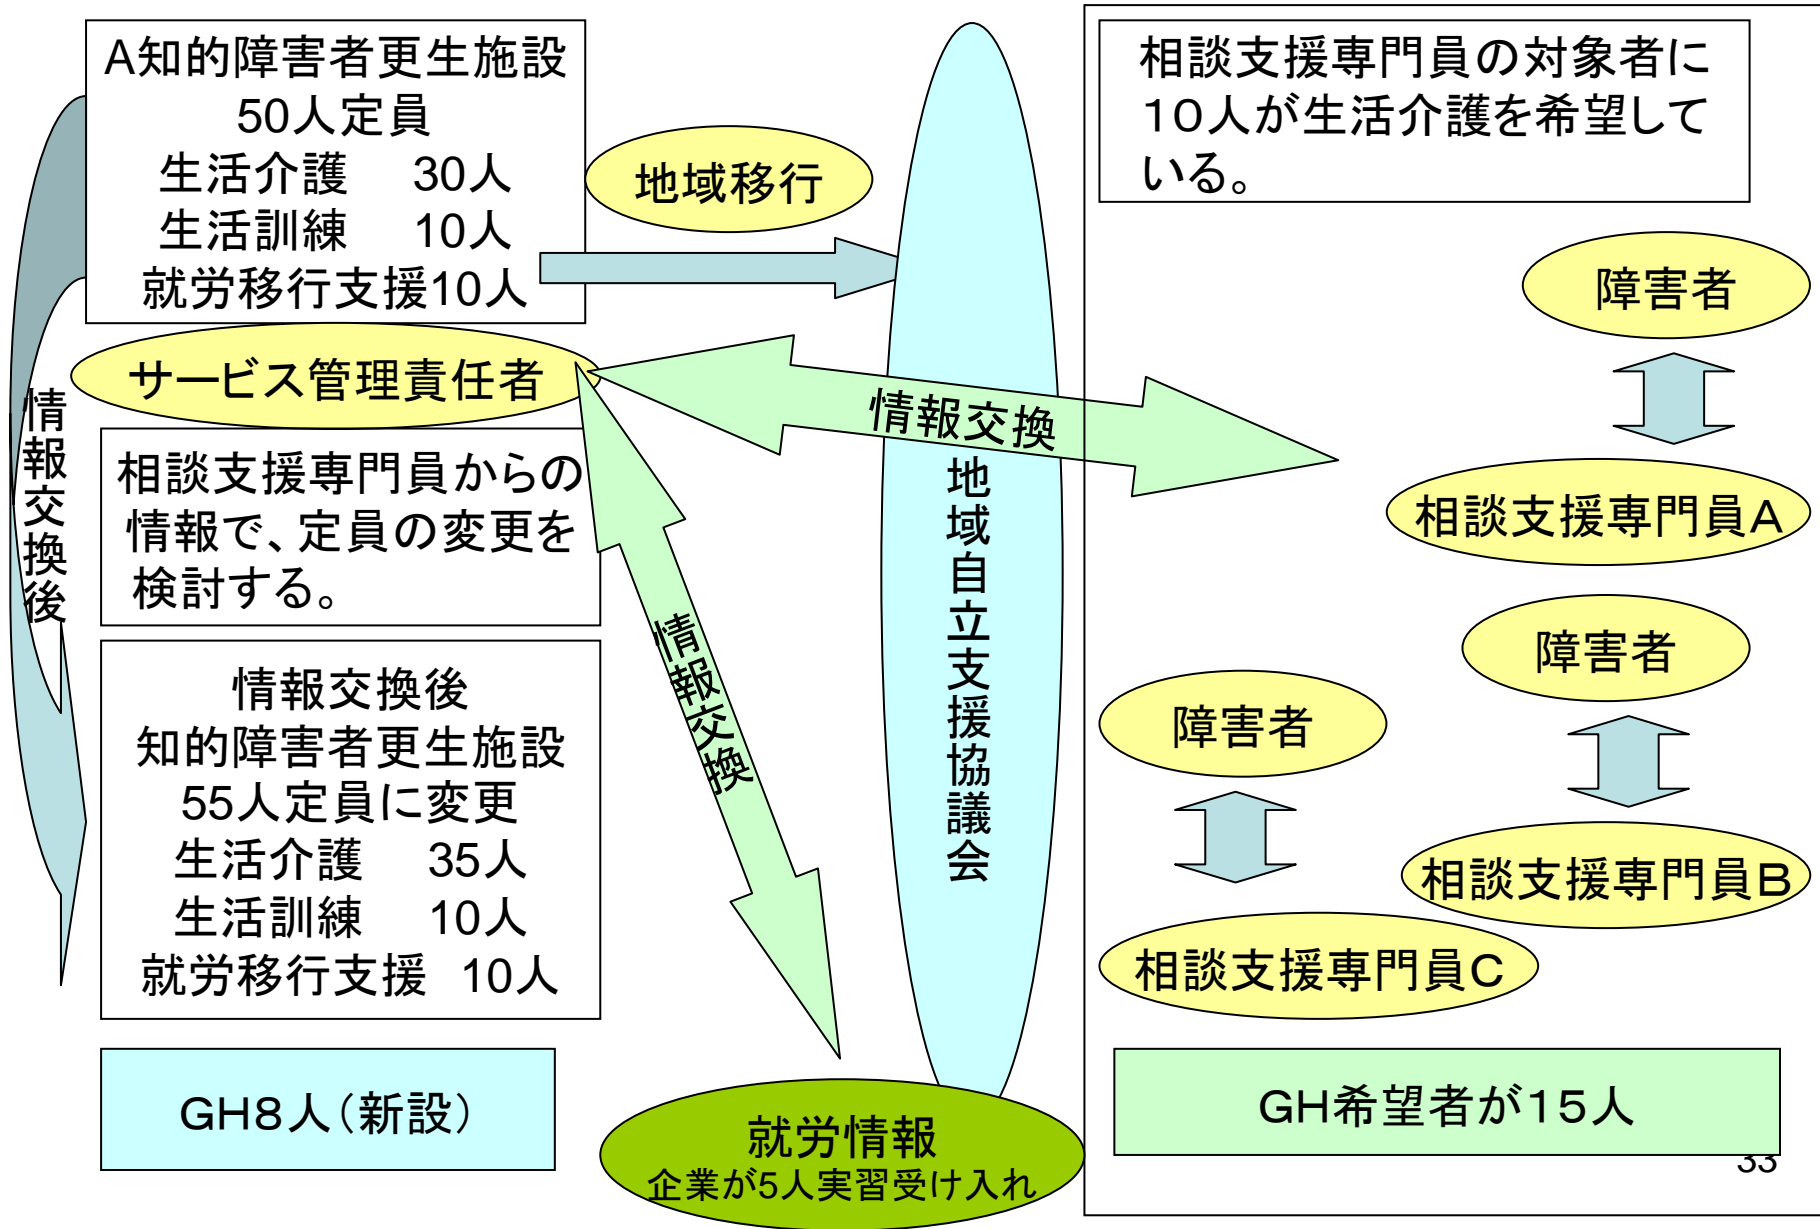 A知的障害者更生施設
50人定員
生活介護　30人
生活訓練　10人
就労移行支援10人
地域移行
サービス管理責任者
情報交換後
相談支援専門員からの
情報で、定員の変更を
検討する。
情報交換後
知的障害者更生施設
55人定員に変更
生活介護　35人
生活訓練　10人
就労移行支援　10人
GH8人（新設）
情報交換
情報交換
地域自立支援協議会
就労情報
企業が5人実習受け入れ
相談支援専門員の対象者に
１０人が生活介護を希望して
いる。
障害者
相談支援専門員A
障害者
相談支援専門員B
障害者
相談支援専門員C
GH希望者が１５人
33